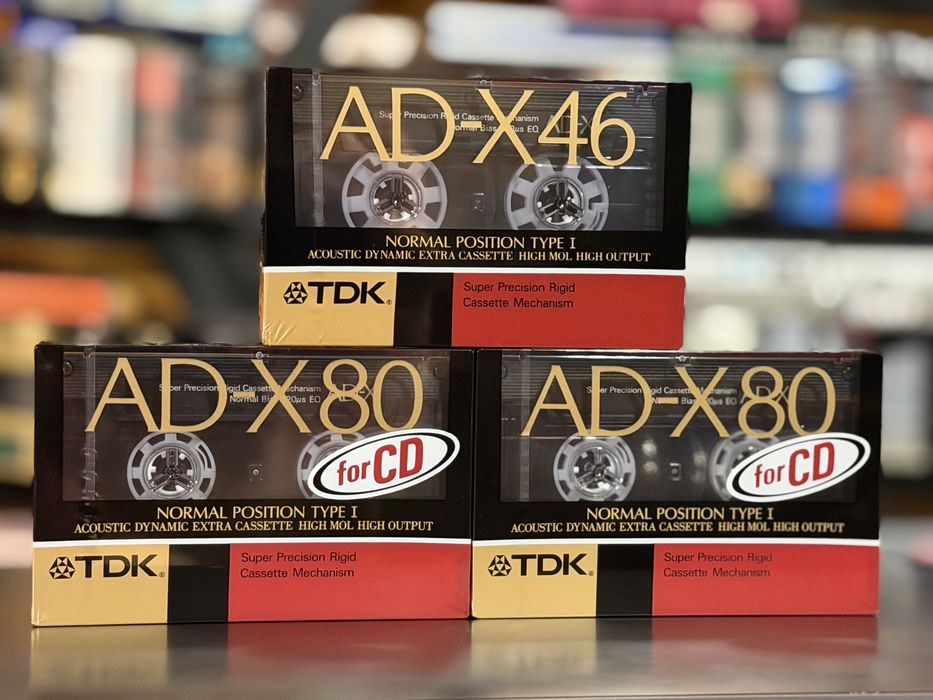 AD-X46
Super Precision Rigid Cassette Mechanism
Normal Bias 120µs EQ AD-X
NORMAL POSITION TYPE I
ACOUSTIC DYNAMIC EXTRA CASSETTE HIGH MOL HIGH OUTPUT
TDK®
Super Precision Rigid
Cassette Mechanism
AD-X80
Super Precision Rigid Cassette Mechanism
Normal Bias 120µs EQ AD-X
for CD
NORMAL POSITION TYPE I
ACOUSTIC DYNAMIC EXTRA CASSETTE HIGH MOL HIGH OUTPUT
TDK®
Super Precision Rigid
Cassette Mechanism
AD-X80
Super Precision Rigid Cassette Mechanism
Normal Bias 120µs EQ AD-X
for CD
NORMAL POSITION TYPE I
ACOUSTIC DYNAMIC EXTRA CASSETTE HIGH MOL HIGH OUTPUT
TDK®
Super Precision Rigid
Cassette Mechanism